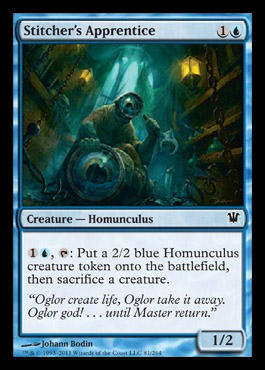 Stitcher's Apprentice 1
Creature — Homunculus
1, : Put a 2/2 blue Homunculus
creature token onto the battlefield,
then sacrifice a creature.
"Oglor create life, Oglor take it away.
Oglor god! . . . until Master return."
Johann Bodin
1/2
™ & © 1993-2011 Wizards of the Coast LLC 81/264